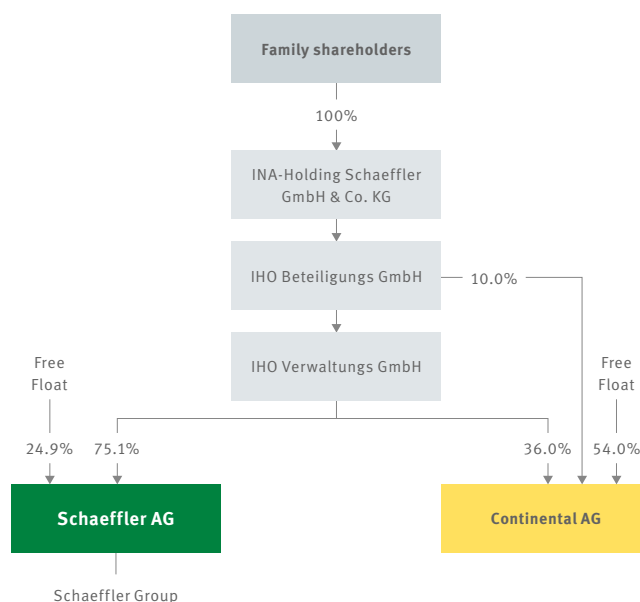 Family shareholders
100%
INA-Holding Schaeffler
GmbH & Co. KG
IHO Beteiligungs GmbH
10.0%
IHO Verwaltungs GmbH
Free
Float
Free
Float
24.9%
75.1%
36.0%
54.0%
Schaeffler AG
Continental AG
Schaeffler Group